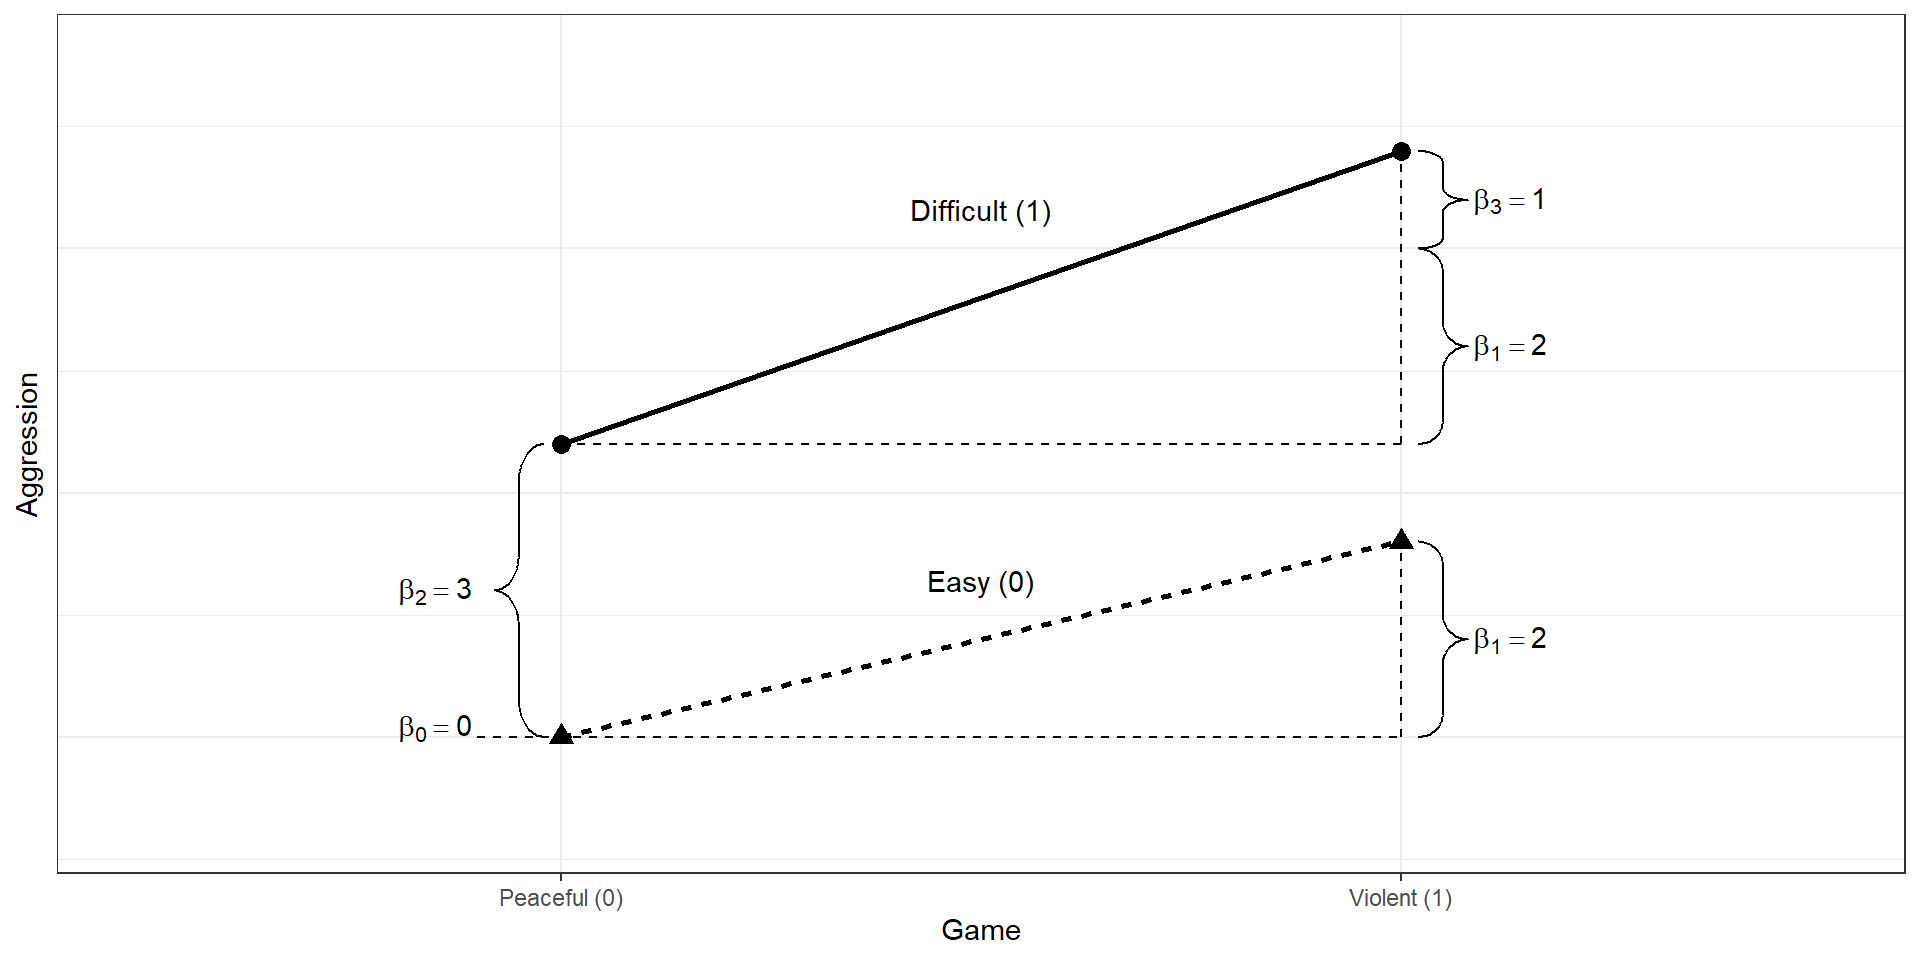 Difficult (1)
β₃ = 1
β₁ = 2
Aggression
Easy (0)
β₂ = 3
β₁ = 2
β₀ = 0
Peaceful (0)
Violent (1)
Game